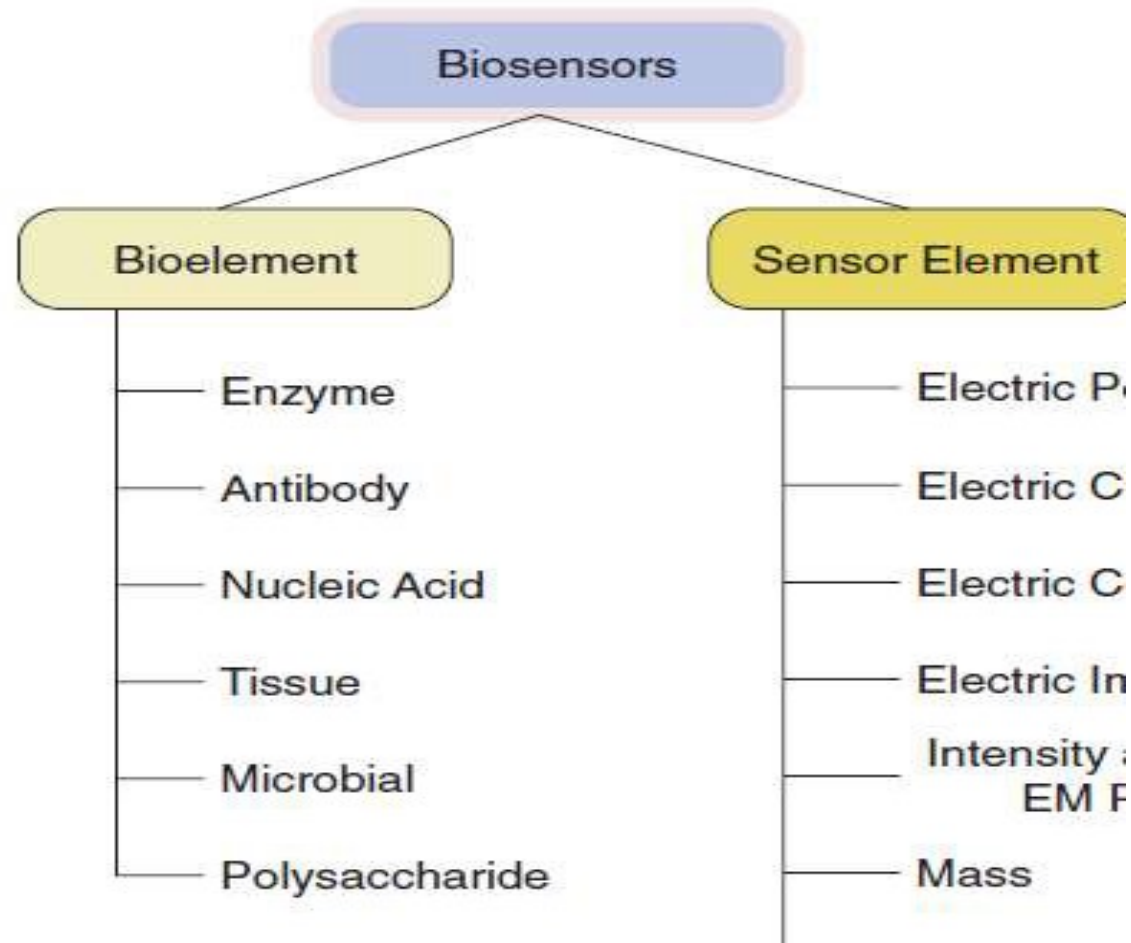 Biosensors
Bioelement
Sensor Element
Enzyme
Antibody
Nucleic Acid
Tissue
Microbial
Polysaccharide
Electric
Electric
Electric
Electric
Intensity
EM
Mass